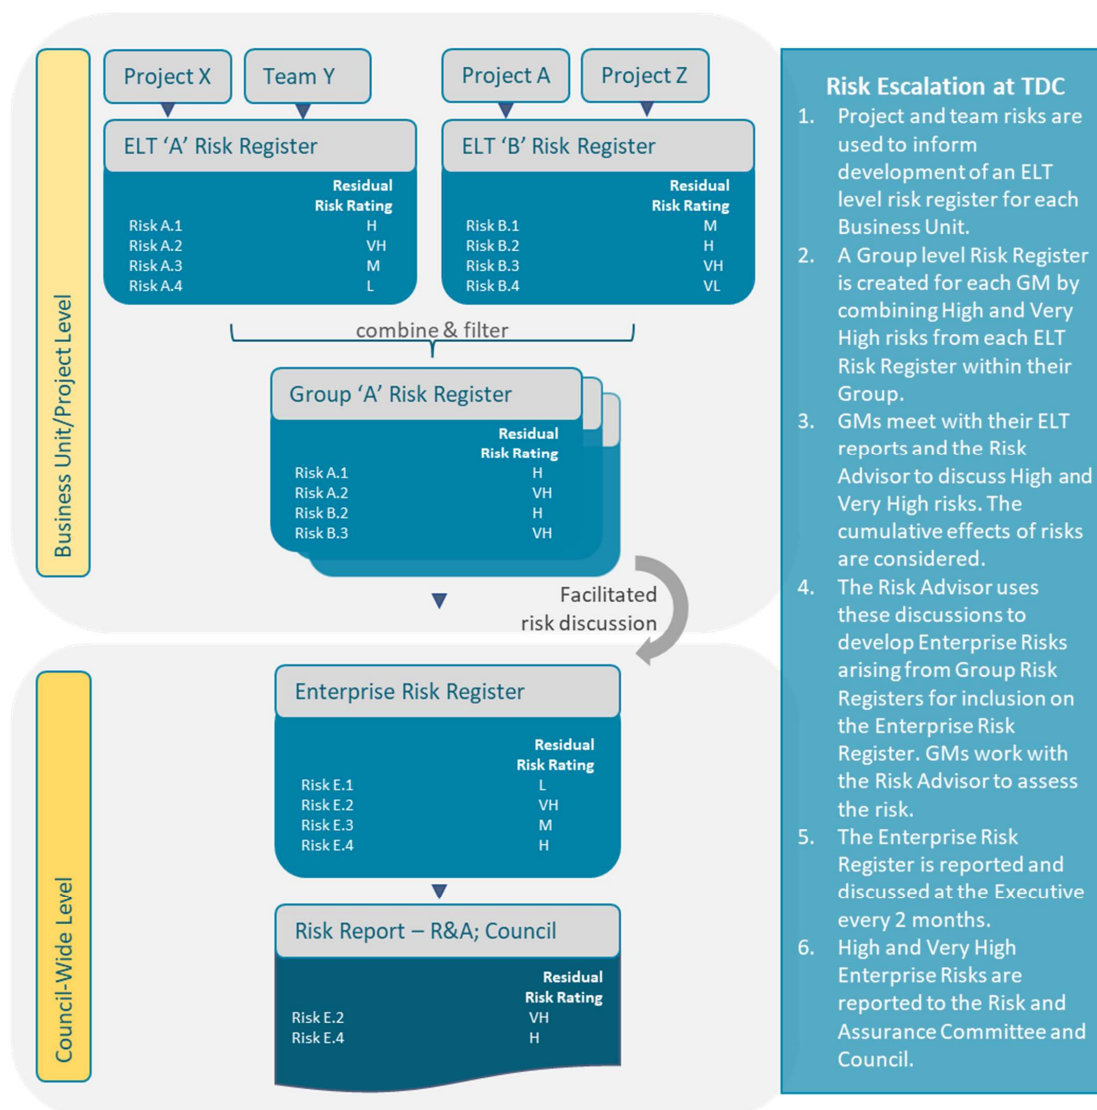 Business Unit/Project Level
Project X
Team Y
Project A
Project Z
ELT ‘A’ Risk Register
Residual
Risk Rating
Risk A.1 H
Risk A.2 VH
Risk A.3 M
Risk A.4 L
ELT ‘B’ Risk Register
Residual
Risk Rating
Risk B.1 M
Risk B.2 H
Risk B.3 VH
Risk B.4 VL
combine & filter
Group ‘A’ Risk Register
Residual
Risk Rating
Risk A.1 H
Risk A.2 VH
Risk B.2 H
Risk B.3 VH
Facilitated
risk discussion
Council-Wide Level
Enterprise Risk Register
Residual
Risk Rating
Risk E.1 L
Risk E.2 VH
Risk E.3 M
Risk E.4 H
Risk Report – R&A; Council
Residual
Risk Rating
Risk E.2 VH
Risk E.4 H
Risk Escalation at TDC
1. Project and team risks are
used to inform
development of an ELT
level risk register for each
Business Unit.
2. A Group level Risk Register
is created for each GM by
combining High and Very
High risks from each ELT
Risk Register within their
Group.
3. GMs meet with their ELT
reports and the Risk
Advisor to discuss High and
Very High risks. The
cumulative effects of risks
are considered.
4. The Risk Advisor uses
these discussions to
develop Enterprise Risks
arising from Group Risk
Registers for inclusion on
the Enterprise Risk
Register. GMs work with
the Risk Advisor to assess
the risk.
5. The Enterprise Risk
Register is reported and
discussed at the Executive
every 2 months.
6. High and Very High
Enterprise Risks are
reported to the Risk and
Assurance Committee and
Council.